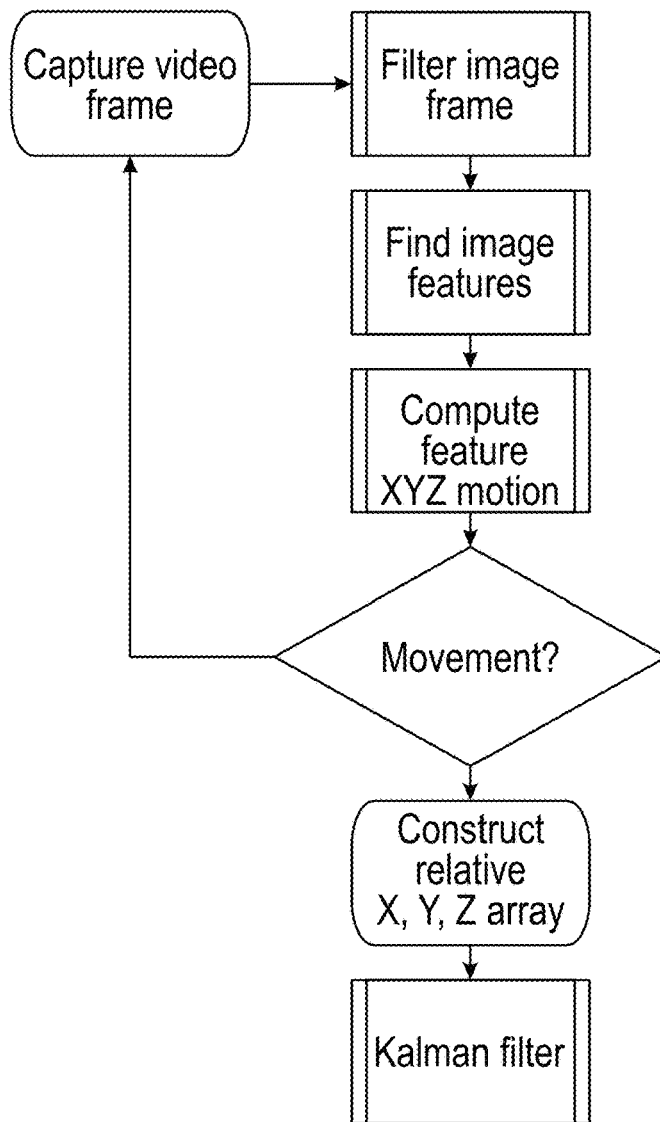 Capture video
frame
Filter image
frame
Find image
features
Compute
feature
XYZ motion
Movement?
Construct
relative
X, Y, Z array
Kalman filter